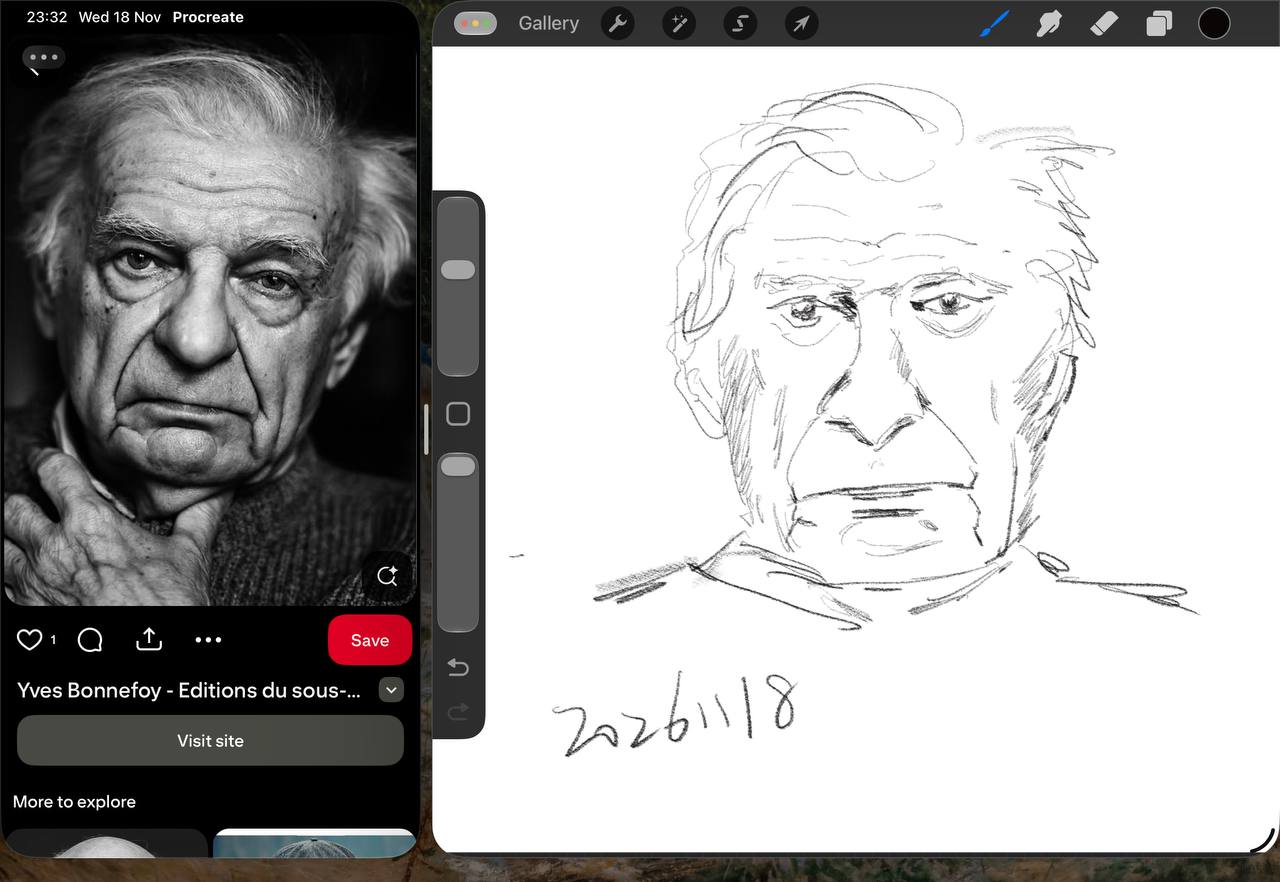 23:32 Wed 18 Nov Procreate
Gallery
1
Save
Yves Bonnefoy - Editions du sous-...
Visit site
More to explore
20261118